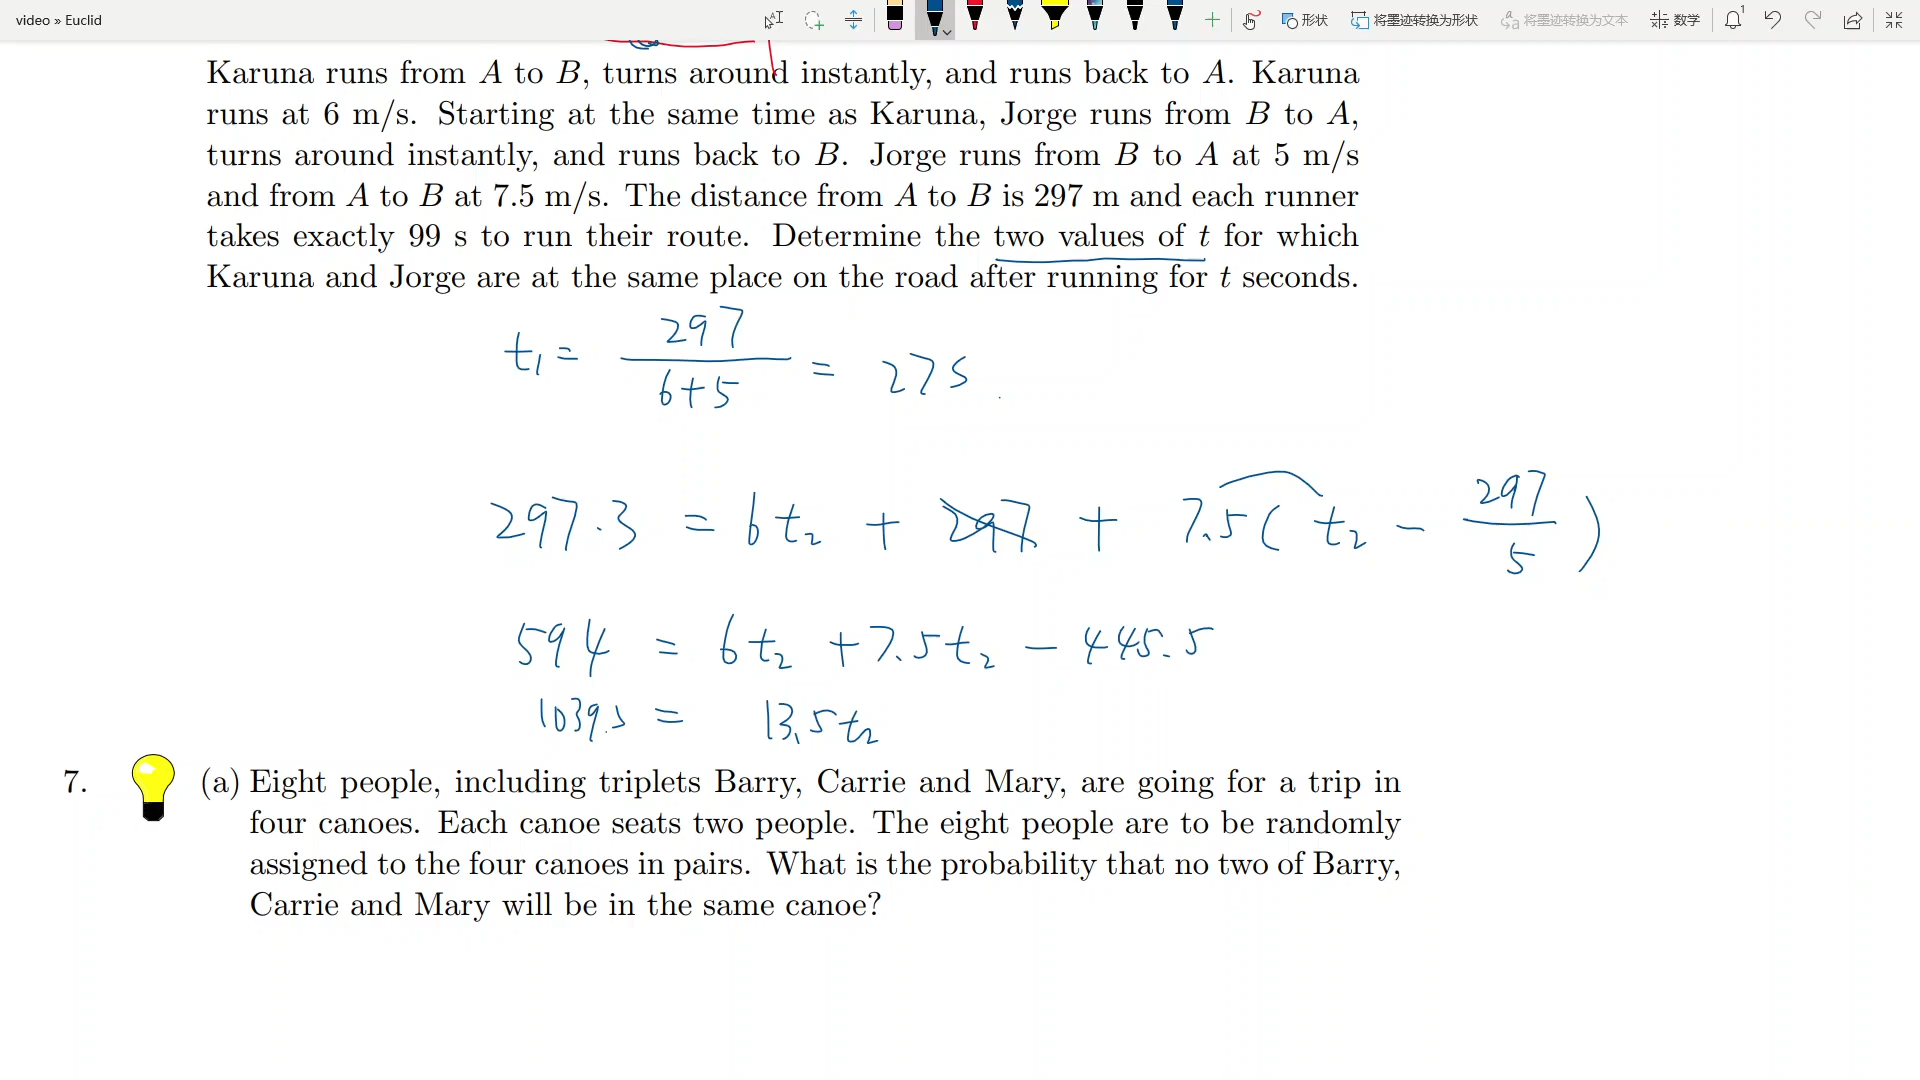 video » Euclid
形状 将墨迹转换为形状 将墨迹转换为文本 数学 1
Karuna runs from A to B, turns around instantly, and runs back to A. Karuna
runs at 6 m/s. Starting at the same time as Karuna, Jorge runs from B to A,
turns around instantly, and runs back to B. Jorge runs from B to A at 5 m/s
and from A to B at 7.5 m/s. The distance from A to B is 297 m and each runner
takes exactly 99 s to run their route. Determine the two values of t for which
Karuna and Jorge are at the same place on the road after running for t seconds.
t₁ = 297 / (6+5) = 27 s
297·3 = 6t₂ + 297 + 7.5( t₂ − 297/5 )
594 = 6t₂ + 7.5t₂ − 445.5
1039.5 = 13.5t₂
7. (a) Eight people, including triplets Barry, Carrie and Mary, are going for a trip in
four canoes. Each canoe seats two people. The eight people are to be randomly
assigned to the four canoes in pairs. What is the probability that no two of Barry,
Carrie and Mary will be in the same canoe?